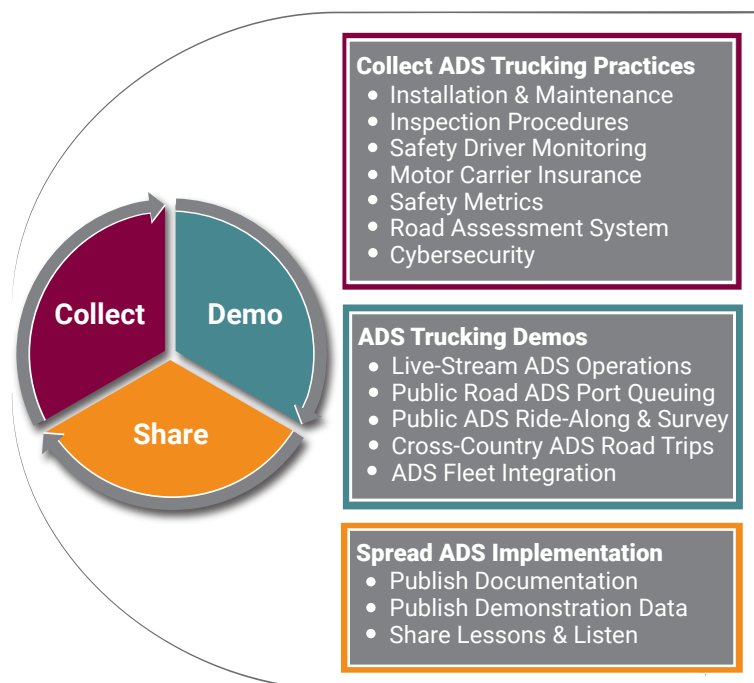 Collect
Demo
Share
Collect ADS Trucking Practices
• Installation & Maintenance
• Inspection Procedures
• Safety Driver Monitoring
• Motor Carrier Insurance
• Safety Metrics
• Road Assessment System
• Cybersecurity
ADS Trucking Demos
• Live-Stream ADS Operations
• Public Road ADS Port Queuing
• Public ADS Ride-Along & Survey
• Cross-Country ADS Road Trips
• ADS Fleet Integration
Spread ADS Implementation
• Publish Documentation
• Publish Demonstration Data
• Share Lessons & Listen